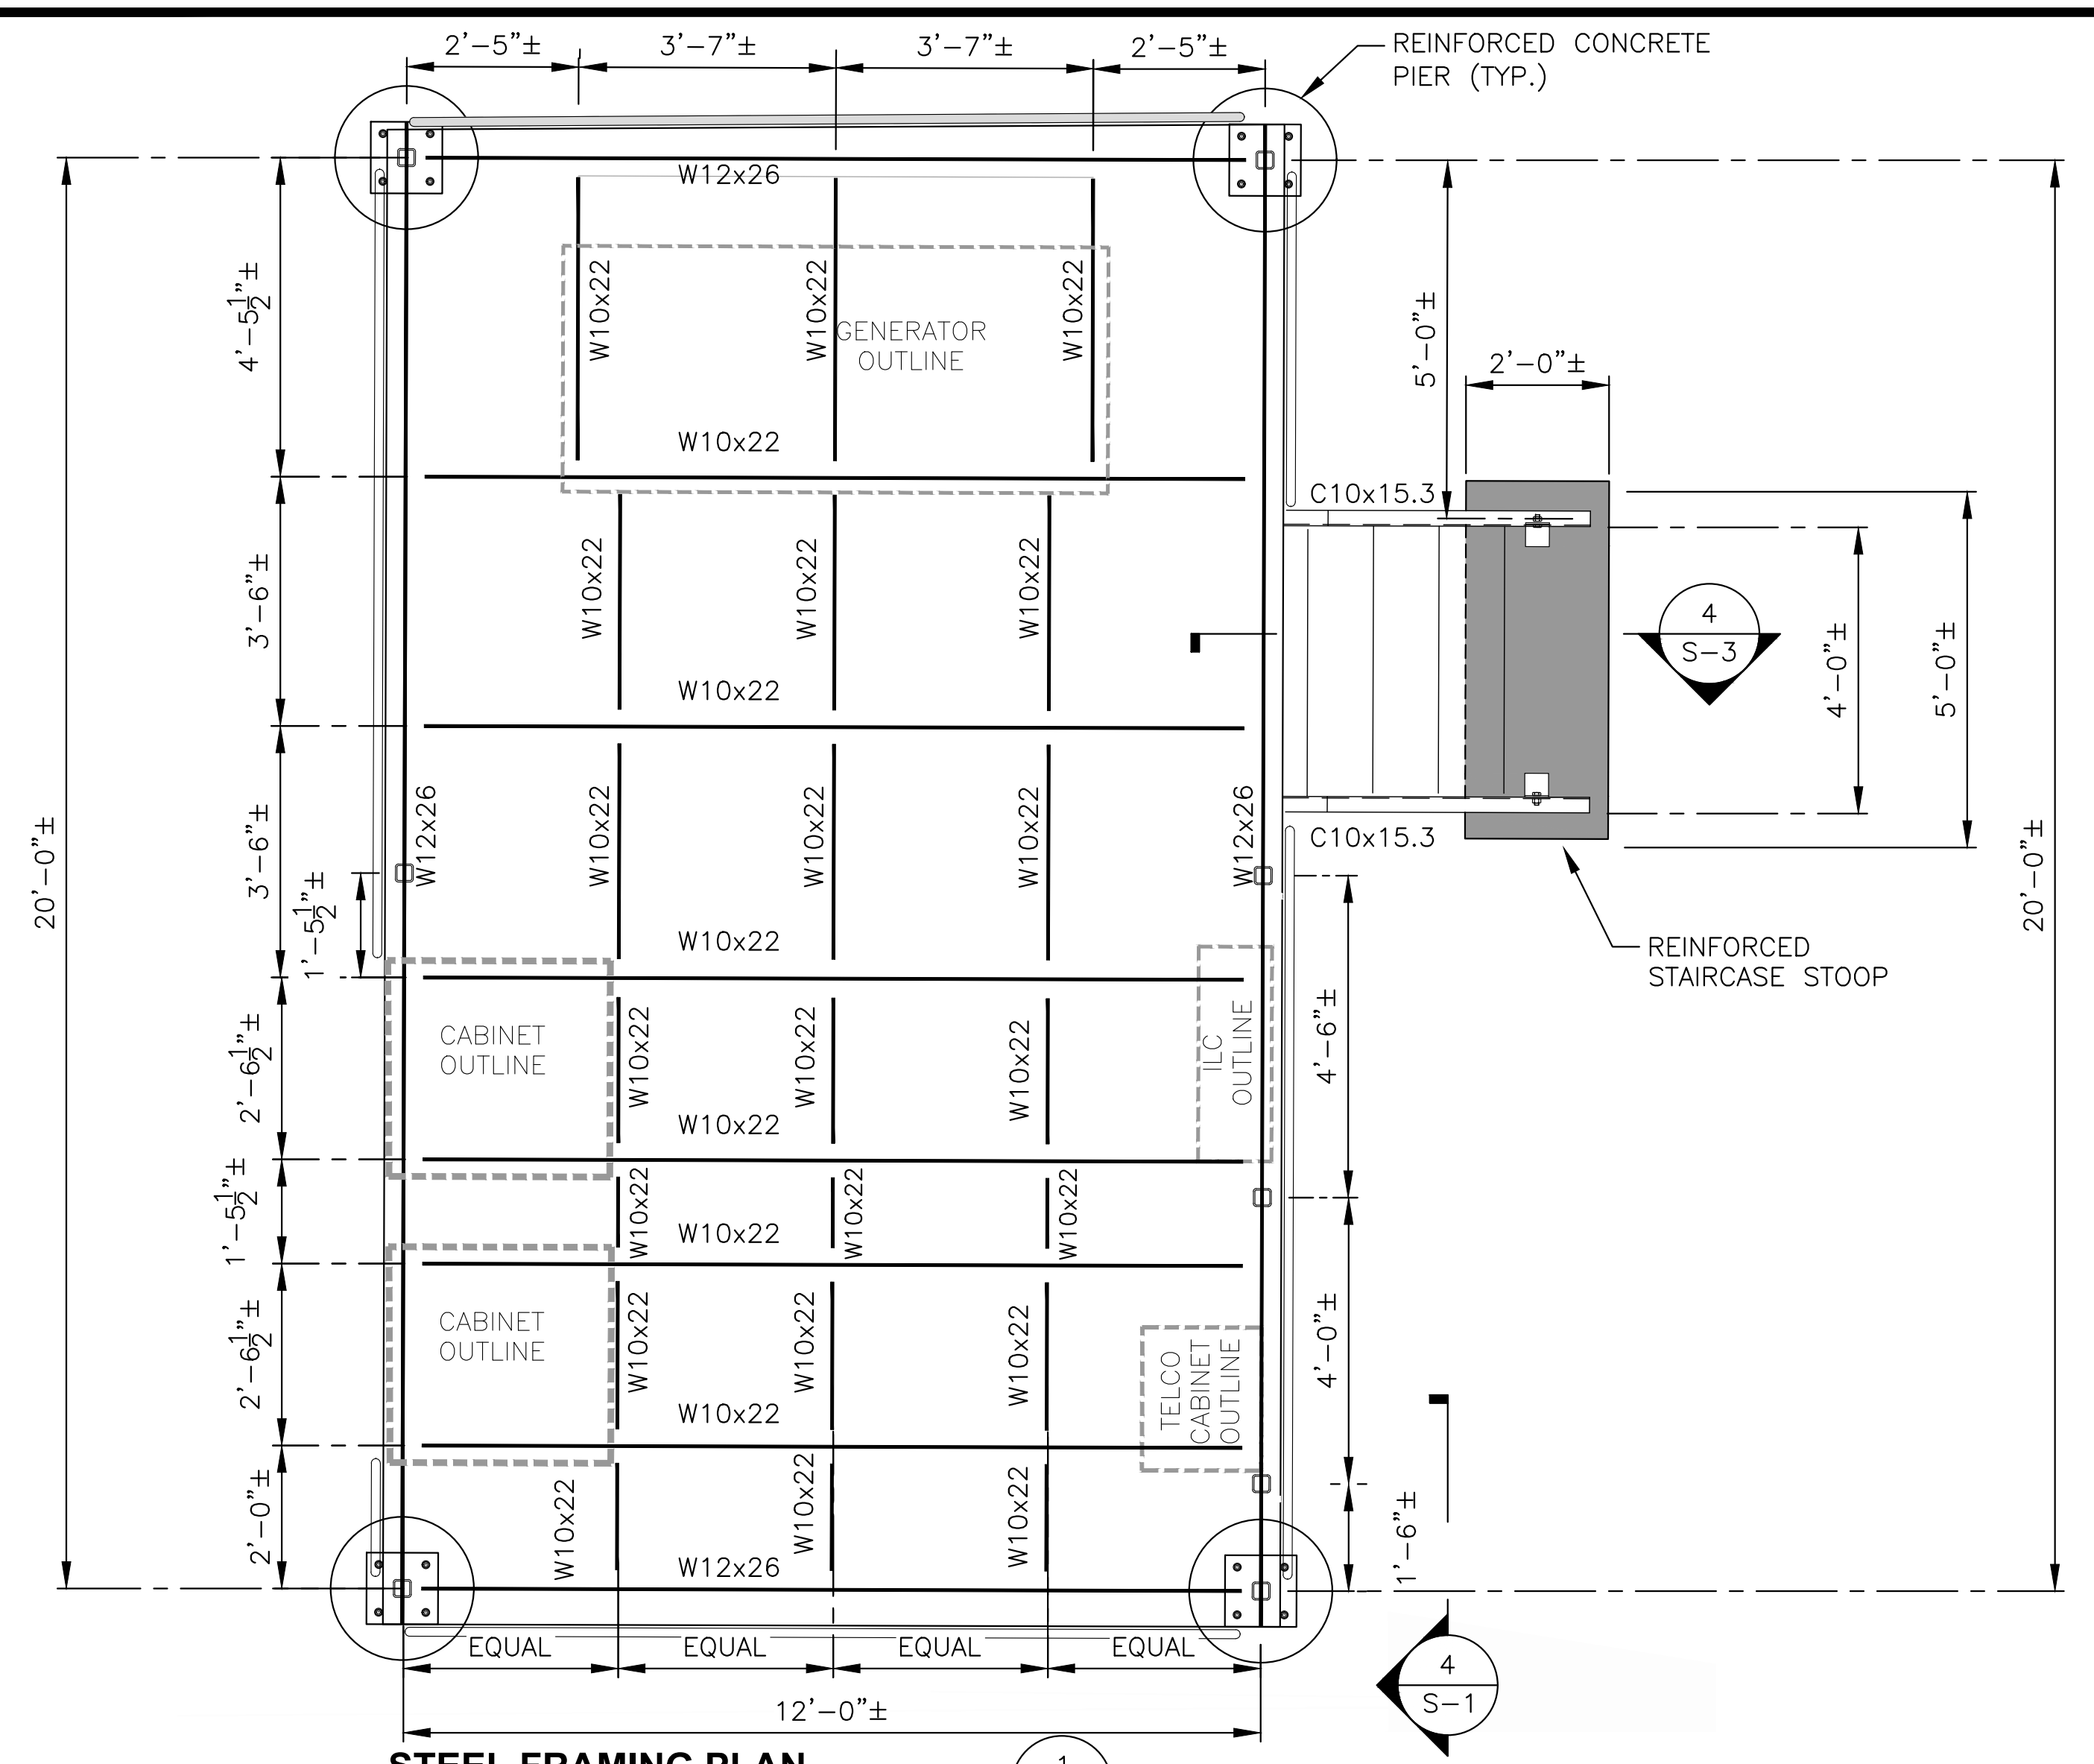 2'-5"±
3'-7"±
3'-7"±
2'-5"±
REINFORCED CONCRETE
PIER (TYP.)
W12x26
4'-5½"±
W10x22
W10x22
W10x22
GENERATOR
OUTLINE
5'-0"±
2'-0"±
W10x22
C10x15.3
3'-6"±
W10x22
W10x22
W10x22
4
S-3
4'-0"±
5'-0"±
W10x22
20'-0"±
3'-6"±
1'-5½"±
W12x26
W10x22
W10x22
W10x22
W12x26
C10x15.3
20'-0"±
REINFORCED
STAIRCASE STOOP
W10x22
2'-6½"±
CABINET
OUTLINE
W10x22
W10x22
W10x22
ILC
OUTLINE
4'-6"±
W10x22
1'-5½"±
W10x22
W10x22
W10x22
W10x22
2'-6½"±
CABINET
OUTLINE
W10x22
W10x22
W10x22
TELCO
CABINET
OUTLINE
4'-0"±
W10x22
2'-0"±
W10x22
W10x22
W10x22
1'-6"±
W12x26
EQUAL
EQUAL
EQUAL
EQUAL
4
S-1
12'-0"±
STEEL FRAMING PLAN
1